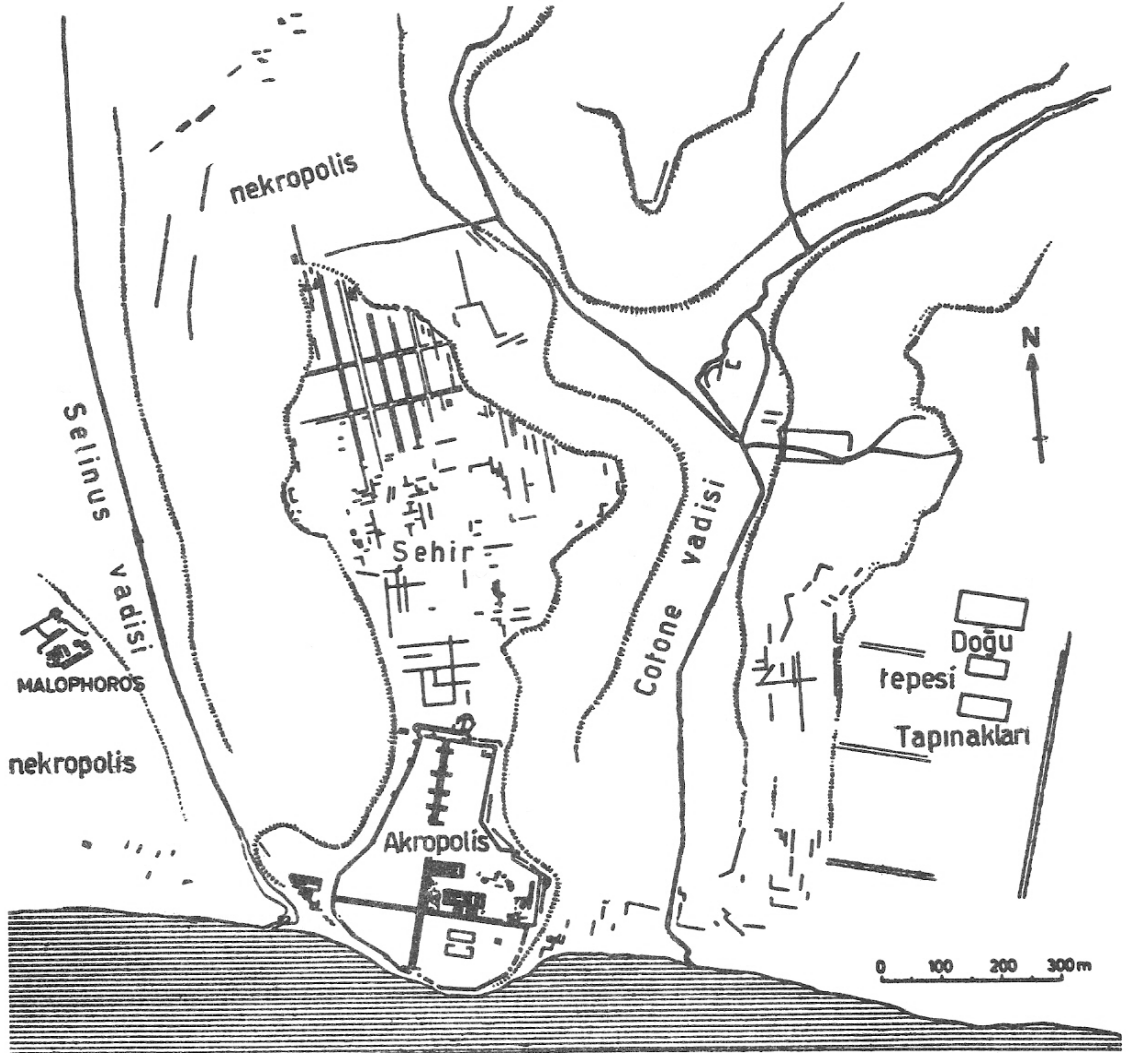 nekropolis
N
Selinus vadisi
Sehir
Cotone vadisi
MALOPHOROS
Doğu
tepesi
Tapınakları
nekropolis
Akropolis
0 100 200 300m